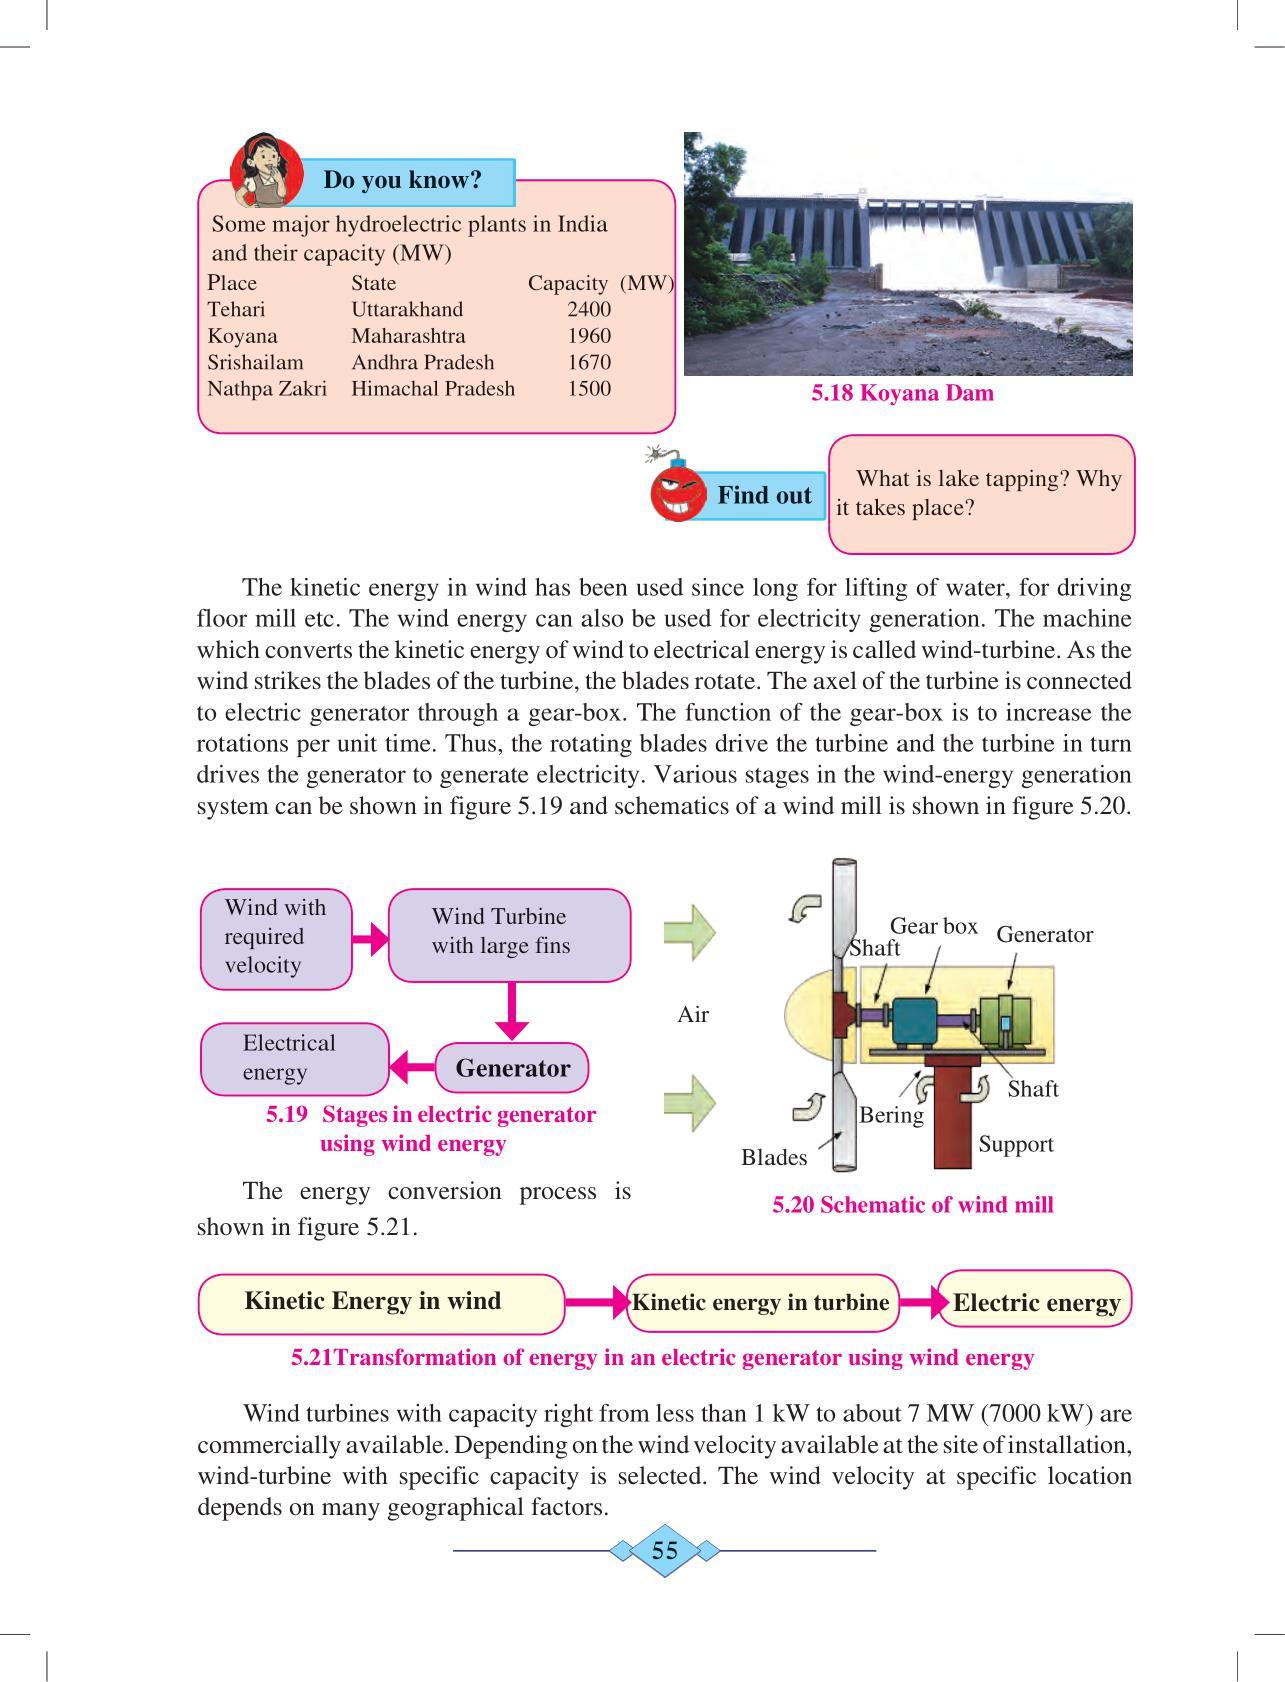 Do you know?
Some major hydroelectric plants in India
and their capacity (MW)
Place State Capacity (MW)
Tehari Uttarakhand 2400
Koyana Maharashtra 1960
Srishailam Andhra Pradesh 1670
Nathpa Zakri Himachal Pradesh 1500
5.18 Koyana Dam
Find out
What is lake tapping? Why
it takes place?
The kinetic energy in wind has been used since long for lifting of water, for driving
floor mill etc. The wind energy can also be used for electricity generation. The machine
which converts the kinetic energy of wind to electrical energy is called wind-turbine. As the
wind strikes the blades of the turbine, the blades rotate. The axel of the turbine is connected
to electric generator through a gear-box. The function of the gear-box is to increase the
rotations per unit time. Thus, the rotating blades drive the turbine and the turbine in turn
drives the generator to generate electricity. Various stages in the wind-energy generation
system can be shown in figure 5.19 and schematics of a wind mill is shown in figure 5.20.
Wind with
required
velocity
Wind Turbine
with large fins
Electrical
energy
Generator
5.19 Stages in electric generator
using wind energy
Gear box
Generator
Shaft
Air
Shaft
Bering
Support
Blades
5.20 Schematic of wind mill
The energy conversion process is
shown in figure 5.21.
Kinetic Energy in wind
Kinetic energy in turbine
Electric energy
5.21Transformation of energy in an electric generator using wind energy
Wind turbines with capacity right from less than 1 kW to about 7 MW (7000 kW) are
commercially available. Depending on the wind velocity available at the site of installation,
wind-turbine with specific capacity is selected. The wind velocity at specific location
depends on many geographical factors.
55